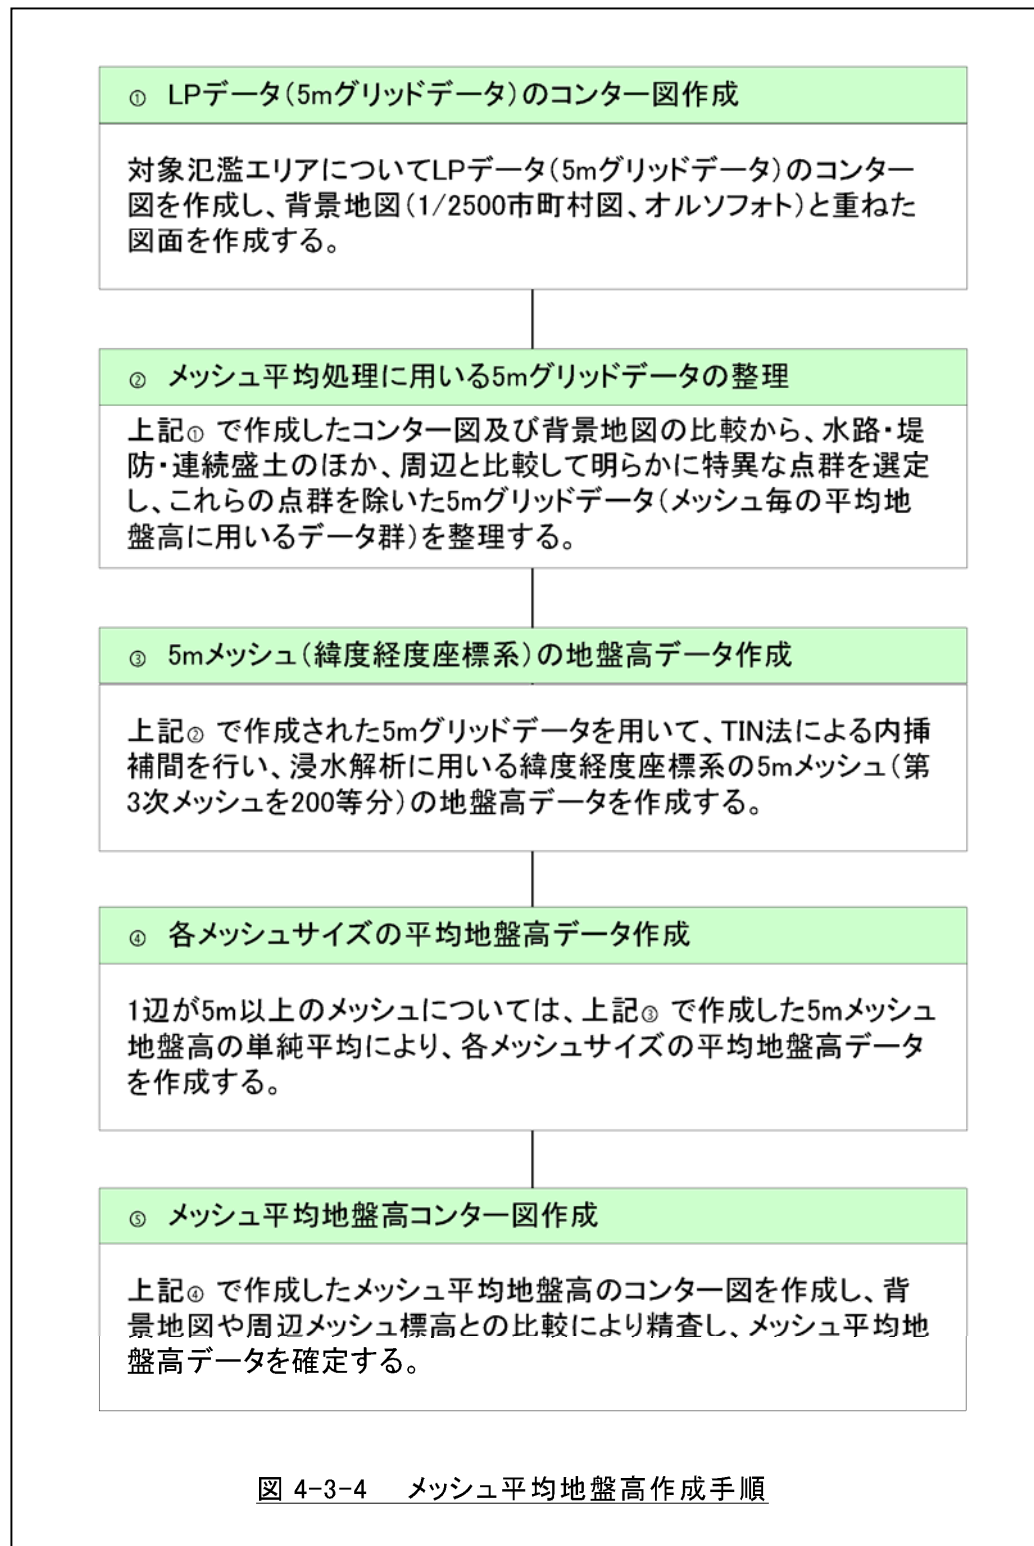 ① LPデータ(5mグリッドデータ)のコンター図作成
対象氾濫エリアについてLPデータ(5mグリッドデータ)のコンター
図を作成し、背景地図(1/2500市町村図、オルソフォト)と重ねた
図面を作成する。
② メッシュ平均処理に用いる5mグリッドデータの整理
上記① で作成したコンター図及び背景地図の比較から、水路・堤
防・連続盛土のほか、周辺と比較して明らかに特異な点群を選定
し、これらの点群を除いた5mグリッドデータ(メッシュ毎の平均地
盤高に用いるデータ群)を整理する。
③ 5mメッシュ(緯度経度座標系)の地盤高データ作成
上記② で作成された5mグリッドデータを用いて、TIN法による内挿
補間を行い、浸水解析に用いる緯度経度座標系の5mメッシュ(第
3次メッシュを200等分)の地盤高データを作成する。
④ 各メッシュサイズの平均地盤高データ作成
1辺が5m以上のメッシュについては、上記③ で作成した5mメッシュ
地盤高の単純平均により、各メッシュサイズの平均地盤高データ
を作成する。
⑤ メッシュ平均地盤高コンター図作成
上記④ で作成したメッシュ平均地盤高のコンター図を作成し、背
景地図や周辺メッシュ標高との比較により精査し、メッシュ平均地
盤高データを確定する。
図 4-3-4 メッシュ平均地盤高作成手順